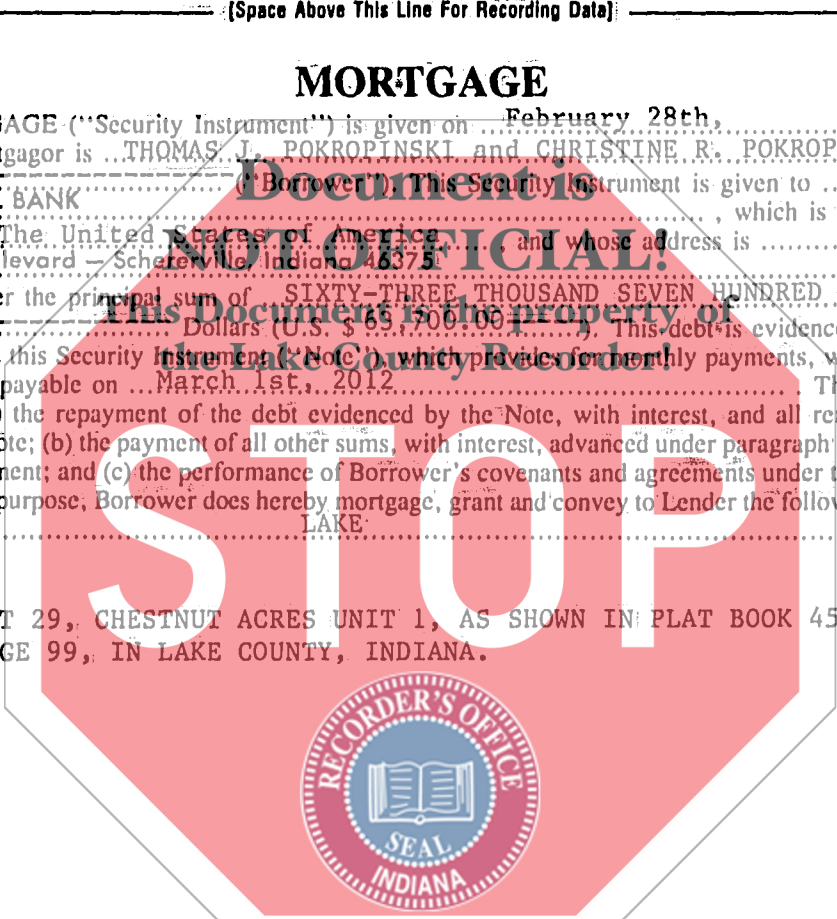 (Space Above This Line For Recording Data)
MORTGAGE
GAGE ("Security Instrument") is given on ...February 28th,
tgagor is ...THOMAS J. POKROPINSKI and CHRISTINE R. POKROP
("Borrower"). This Security Instrument is given to
BANK , which is
The United States of America , and whose address is
levard — Schererville, Indiana 46375
er the principal sum of SIXTY-THREE THOUSAND SEVEN HUNDRED
Dollars (U.S. $ 63,700.00 ). This debt is evidence
this Security Instrument ("Note"), which provides for monthly payments, w
payable on ...March 1st, 2012 Th
the repayment of the debt evidenced by the Note, with interest, and all re
ote; (b) the payment of all other sums, with interest, advanced under paragraph
ment; and (c) the performance of Borrower's covenants and agreements under t
purpose, Borrower does hereby mortgage, grant and convey to Lender the follow
LAKE
T 29, CHESTNUT ACRES UNIT 1, AS SHOWN IN PLAT BOOK 45
GE 99, IN LAKE COUNTY, INDIANA.
Document is
NOT OFFICIAL!
This Document is the property of
the Lake County Recorder!
STOP
RECORDER'S OFFICE
SEAL
INDIANA